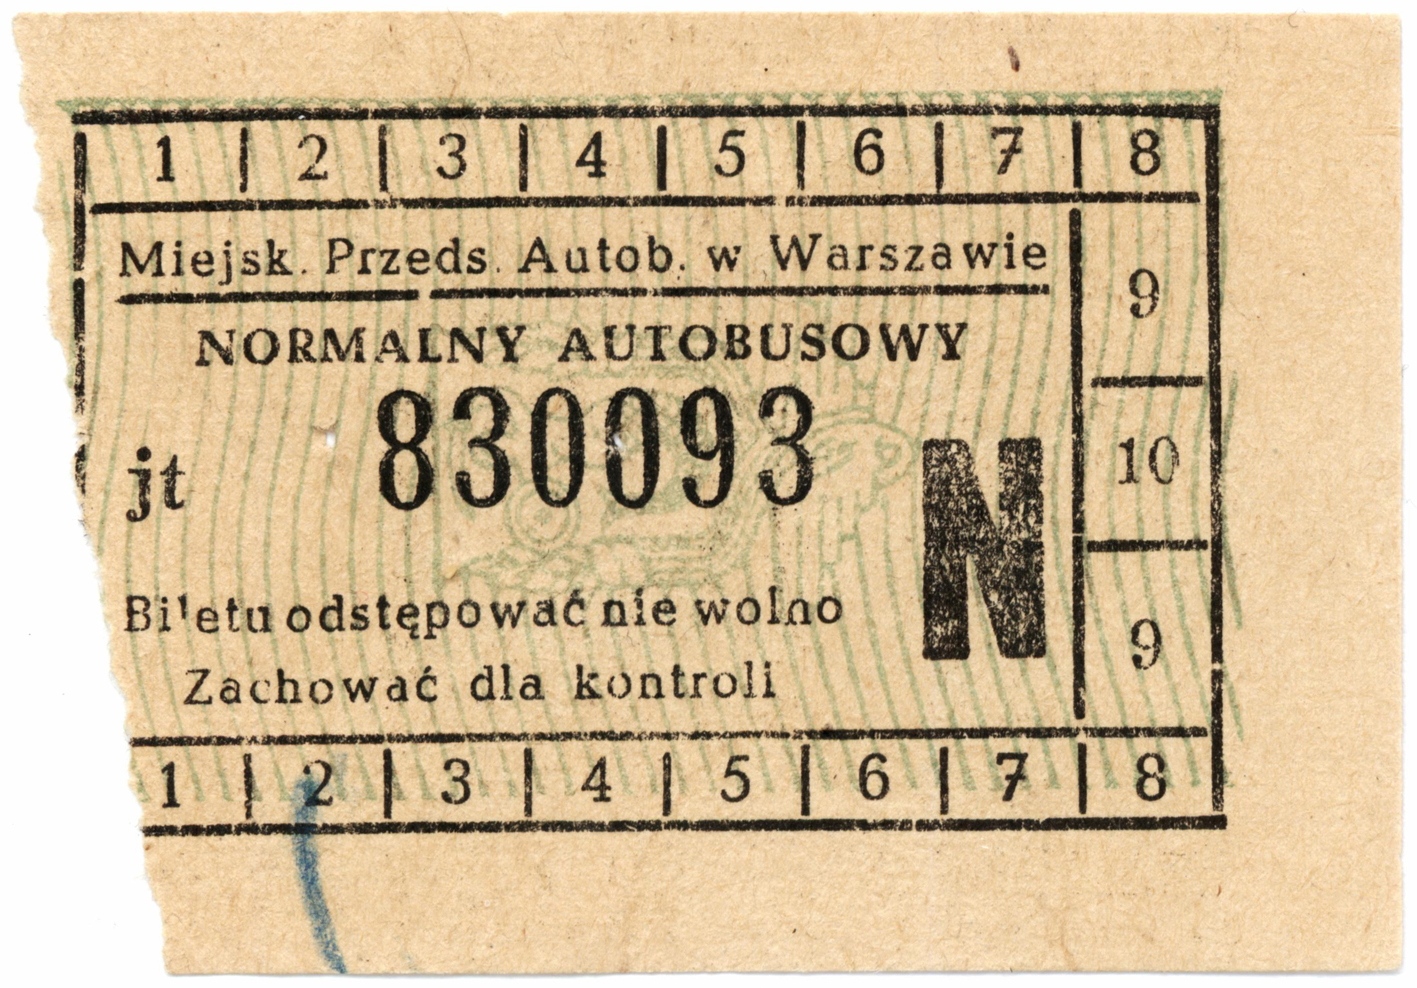 1 | 2 | 3 | 4 | 5 | 6 | 7 | 8
Miejsk. Przeds. Autob. w Warszawie
9
NORMALNY AUTOBUSOWY
jt 830093
N
10
Biletu odstępować nie wolno
9
Zachować dla kontroli
1 | 2 | 3 | 4 | 5 | 6 | 7 | 8